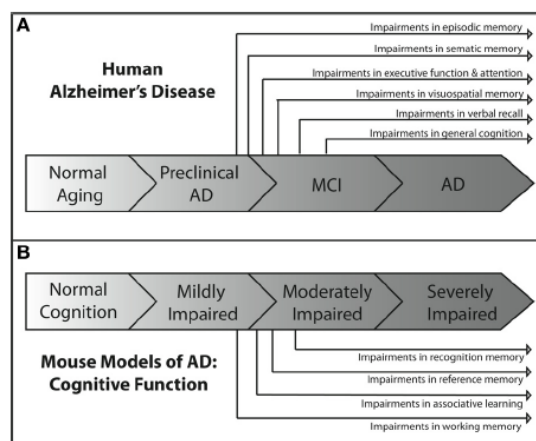 A
Impairments in episodic memory
Impairments in sematic memory
Human
Alzheimer's Disease
Impairments in executive function & attention
Impairments in visuospatial memory
Impairments in verbal recall
Impairments in general cognition
Normal
Aging
Preclinical
AD
MCI
AD
B
Normal
Cognition
Mildly
Impaired
Moderately
Impaired
Severely
Impaired
Mouse Models of AD:
Cognitive Function
Impairments in recognition memory
Impairments in reference memory
Impairments in associative learning
Impairments in working memory